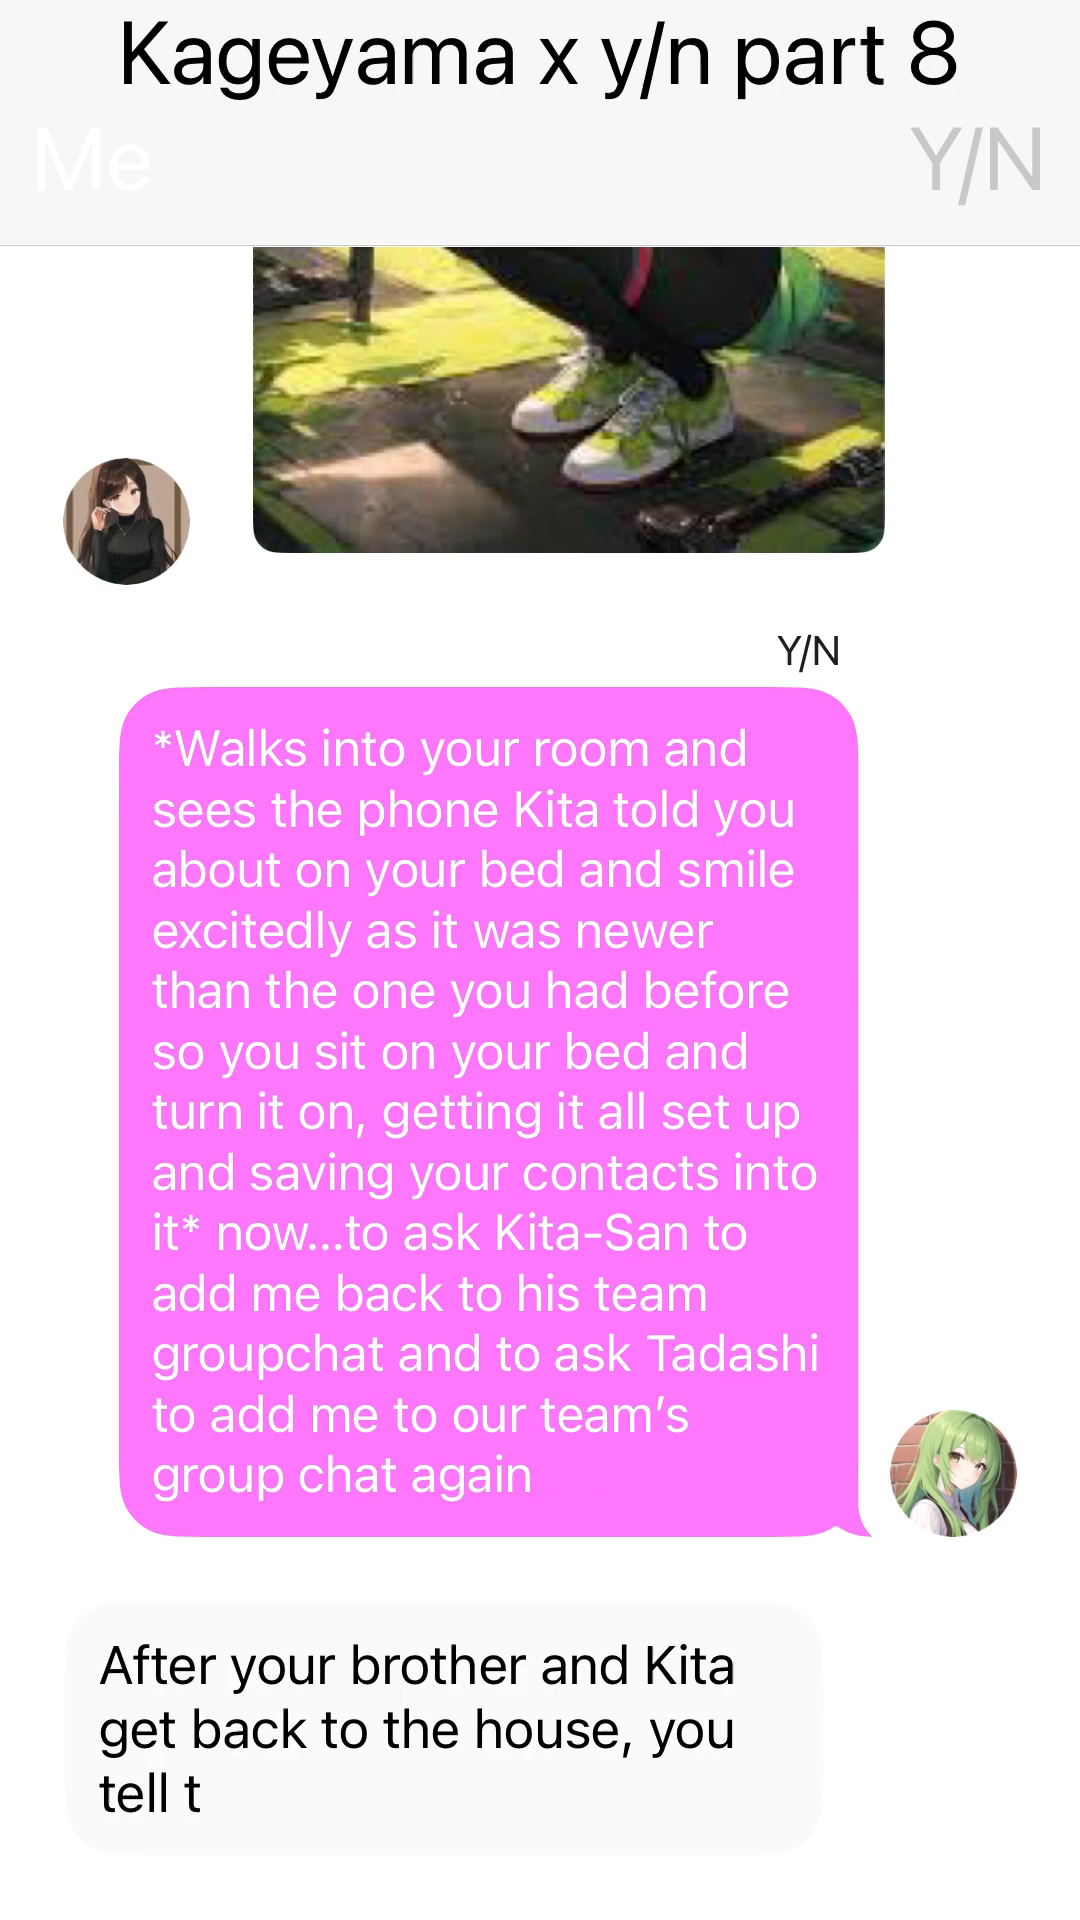 Kageyama x y/n part 8
Me
Y/N
Y/N
*Walks into your room and
sees the phone Kita told you
about on your bed and smile
excitedly as it was newer
than the one you had before
so you sit on your bed and
turn it on, getting it all set up
and saving your contacts into
it* now...to ask Kita-San to
add me back to his team
groupchat and to ask Tadashi
to add me to our team’s
group chat again
After your brother and Kita
get back to the house, you
tell t